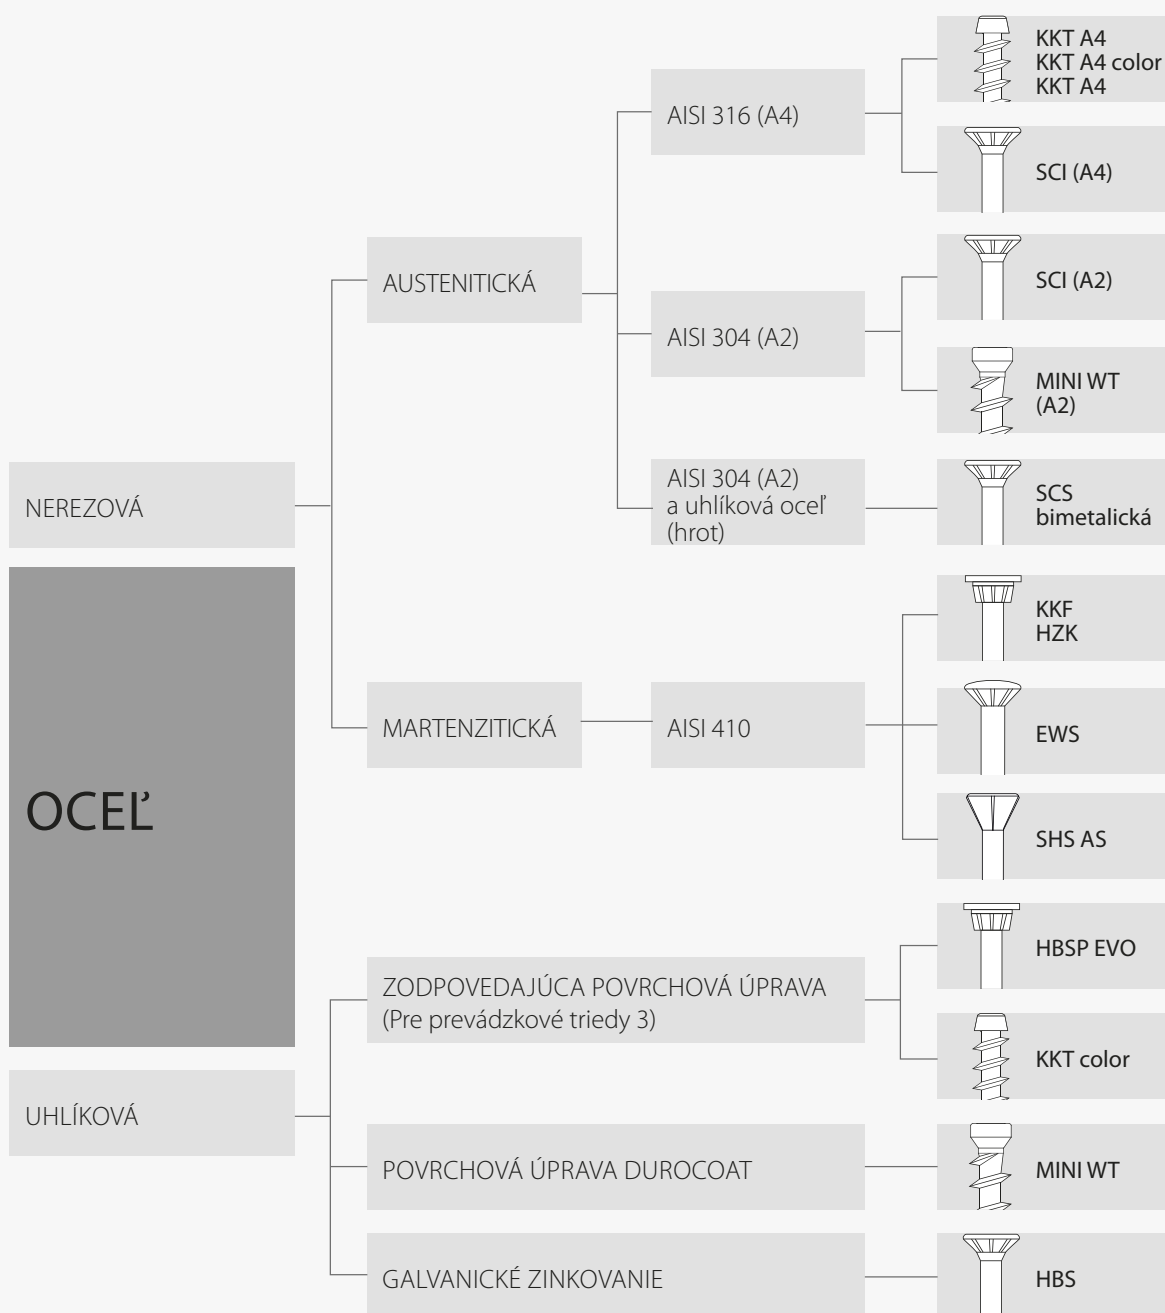 KKT A4
KKT A4 color
KKT A4
AISI 316 (A4)
SCI (A4)
AUSTENITICKÁ
SCI (A2)
AISI 304 (A2)
MINI WT
(A2)
NEREZOVÁ
AISI 304 (A2)
a uhlíková oceľ
(hrot)
SCS
bimetalická
KKF
HZK
MARTENZITICKÁ
AISI 410
EWS
OCEĽ
SHS AS
ZODPOVEDAJÚCA POVRCHOVÁ ÚPRAVA
(Pre prevádzkové triedy 3)
HBSP EVO
KKT color
UHLÍKOVÁ
POVRCHOVÁ ÚPRAVA DUROCOAT
MINI WT
GALVANICKÉ ZINKOVANIE
HBS